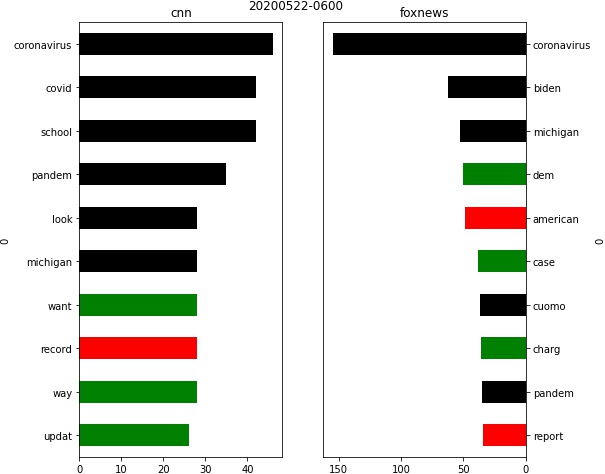 20200522-0600
cnn
foxnews
coronavirus
covid
school
pandem
look
michigan
want
record
way
updat
0 10 20 30 40
0
coronavirus
biden
michigan
dem
american
case
cuomo
charg
pandem
report
150 100 50 0
0